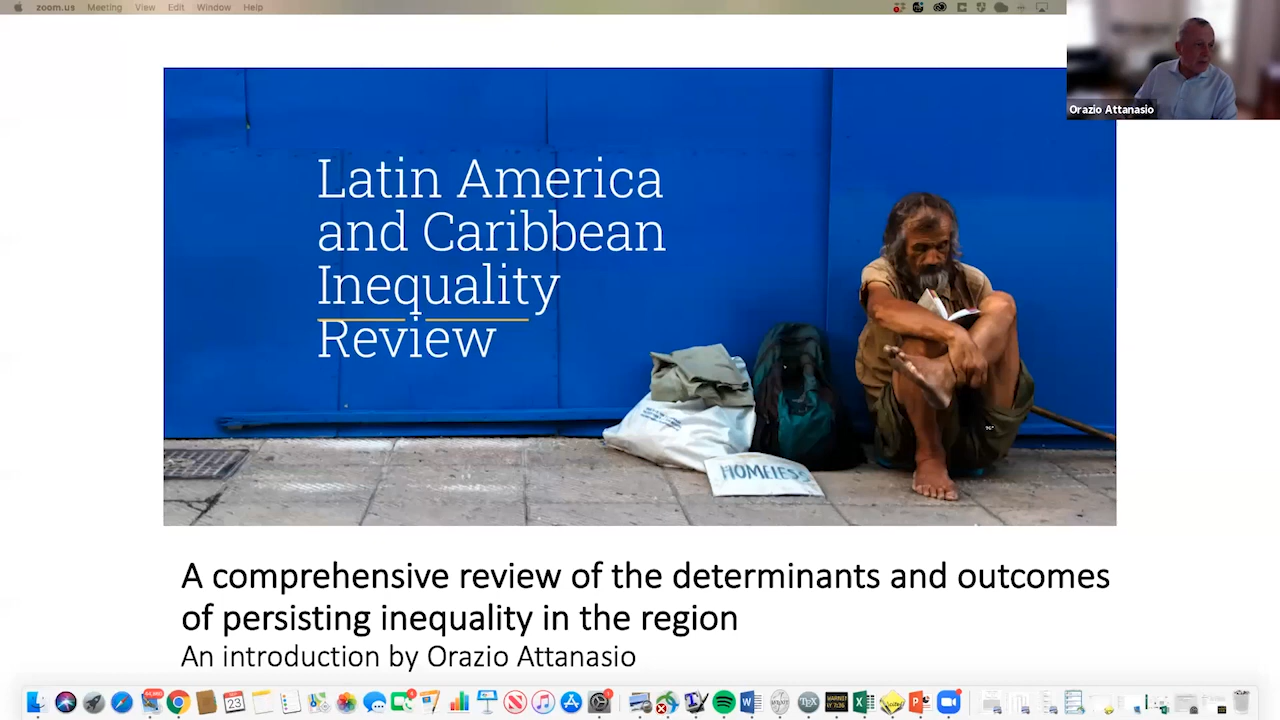 zoom.us Meeting View Edit Window Help
Orazio Attanasio
Latin America
and Caribbean
Inequality
Review
HOMELESS
A comprehensive review of the determinants and outcomes
of persisting inequality in the region
An introduction by Orazio Attanasio
23